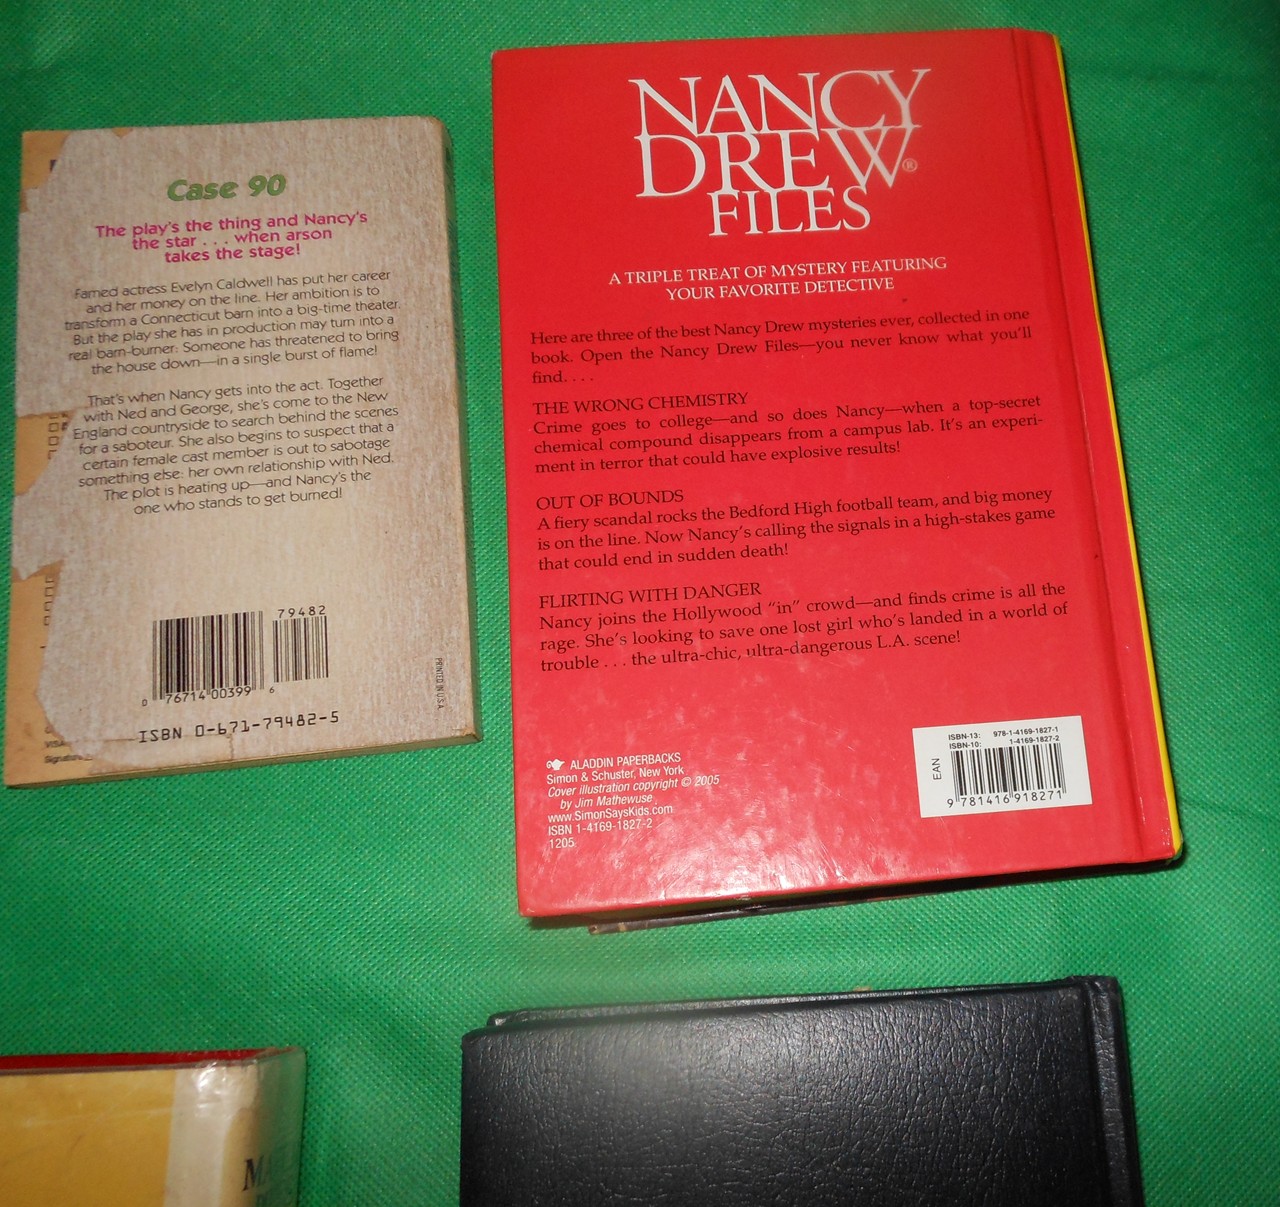 Case 90
The play's the thing and Nancy's
the star . . . when arson
takes the stage!
Famed actress Evelyn Caldwell has put her career
and her money on the line. Her ambition is to
transform a Connecticut barn into a big-time theater.
But the play she has in production may turn into a
real barn-burner: Someone has threatened to bring
the house down—in a single burst of flame!
That's when Nancy gets into the act. Together
with Ned and George, she's come to the New
England countryside to search behind the scenes
for a saboteur. She also begins to suspect that a
certain female cast member is out to sabotage
something else: her own relationship with Ned.
The plot is heating up—and Nancy's the
one who stands to get burned!
79482
0 76714 00399 6
ISBN 0-671-79482-5
PRINTED IN U.S.A.
VISA
Signature
NANCY
DREW®
FILES
A TRIPLE TREAT OF MYSTERY FEATURING
YOUR FAVORITE DETECTIVE
Here are three of the best Nancy Drew mysteries ever, collected in one
book. Open the Nancy Drew Files—you never know what you'll
find. . . .
THE WRONG CHEMISTRY
Crime goes to college—and so does Nancy—when a top-secret
chemical compound disappears from a campus lab. It's an experi-
ment in terror that could have explosive results!
OUT OF BOUNDS
A fiery scandal rocks the Bedford High football team, and big money
is on the line. Now Nancy's calling the signals in a high-stakes game
that could end in sudden death!
FLIRTING WITH DANGER
Nancy joins the Hollywood "in" crowd—and finds crime is all the
rage. She's looking to save one lost girl who's landed in a world of
trouble . . . the ultra-chic, ultra-dangerous L.A. scene!
ALADDIN PAPERBACKS
Simon & Schuster, New York
Cover illustration copyright © 2005
by Jim Mathewuse
www.SimonSaysKids.com
ISBN 1-4169-1827-2
1205
ISBN-13: 978-1-4169-1827-1
ISBN-10: 1-4169-1827-2
EAN
9 781416 918271